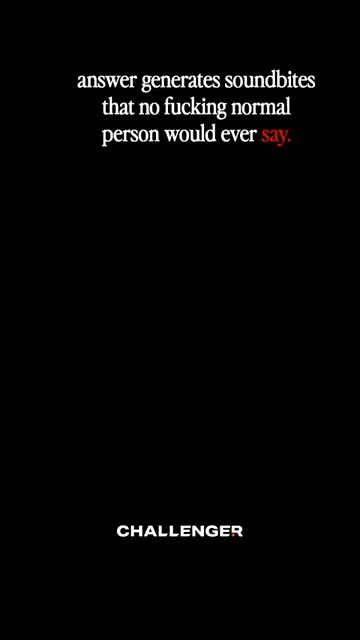 answer generates soundbites
that no fucking normal
person would ever say.
CHALLENGER.